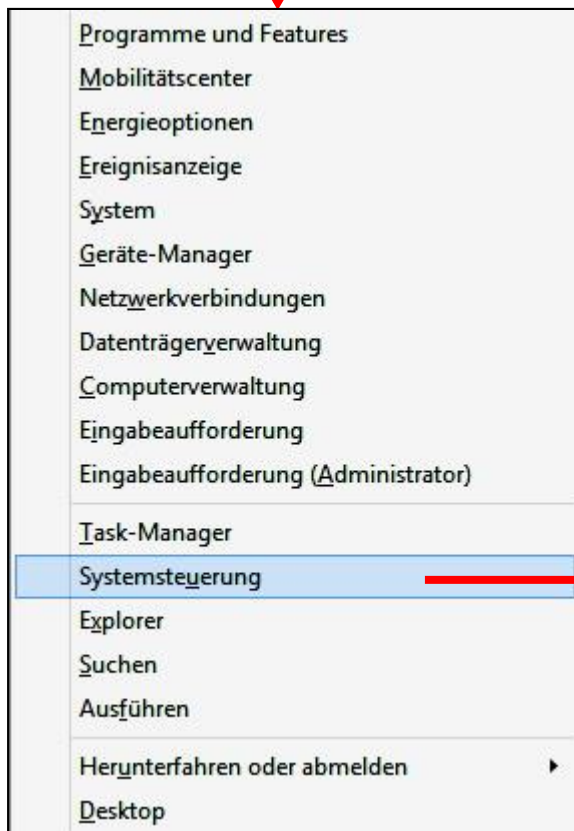 Programme und Features
Mobilitätscenter
Energieoptionen
Ereignisanzeige
System
Geräte-Manager
Netzwerkverbindungen
Datenträgerverwaltung
Computerverwaltung
Eingabeaufforderung
Eingabeaufforderung (Administrator)
Task-Manager
Systemsteuerung
Explorer
Suchen
Ausführen
Herunterfahren oder abmelden
Desktop